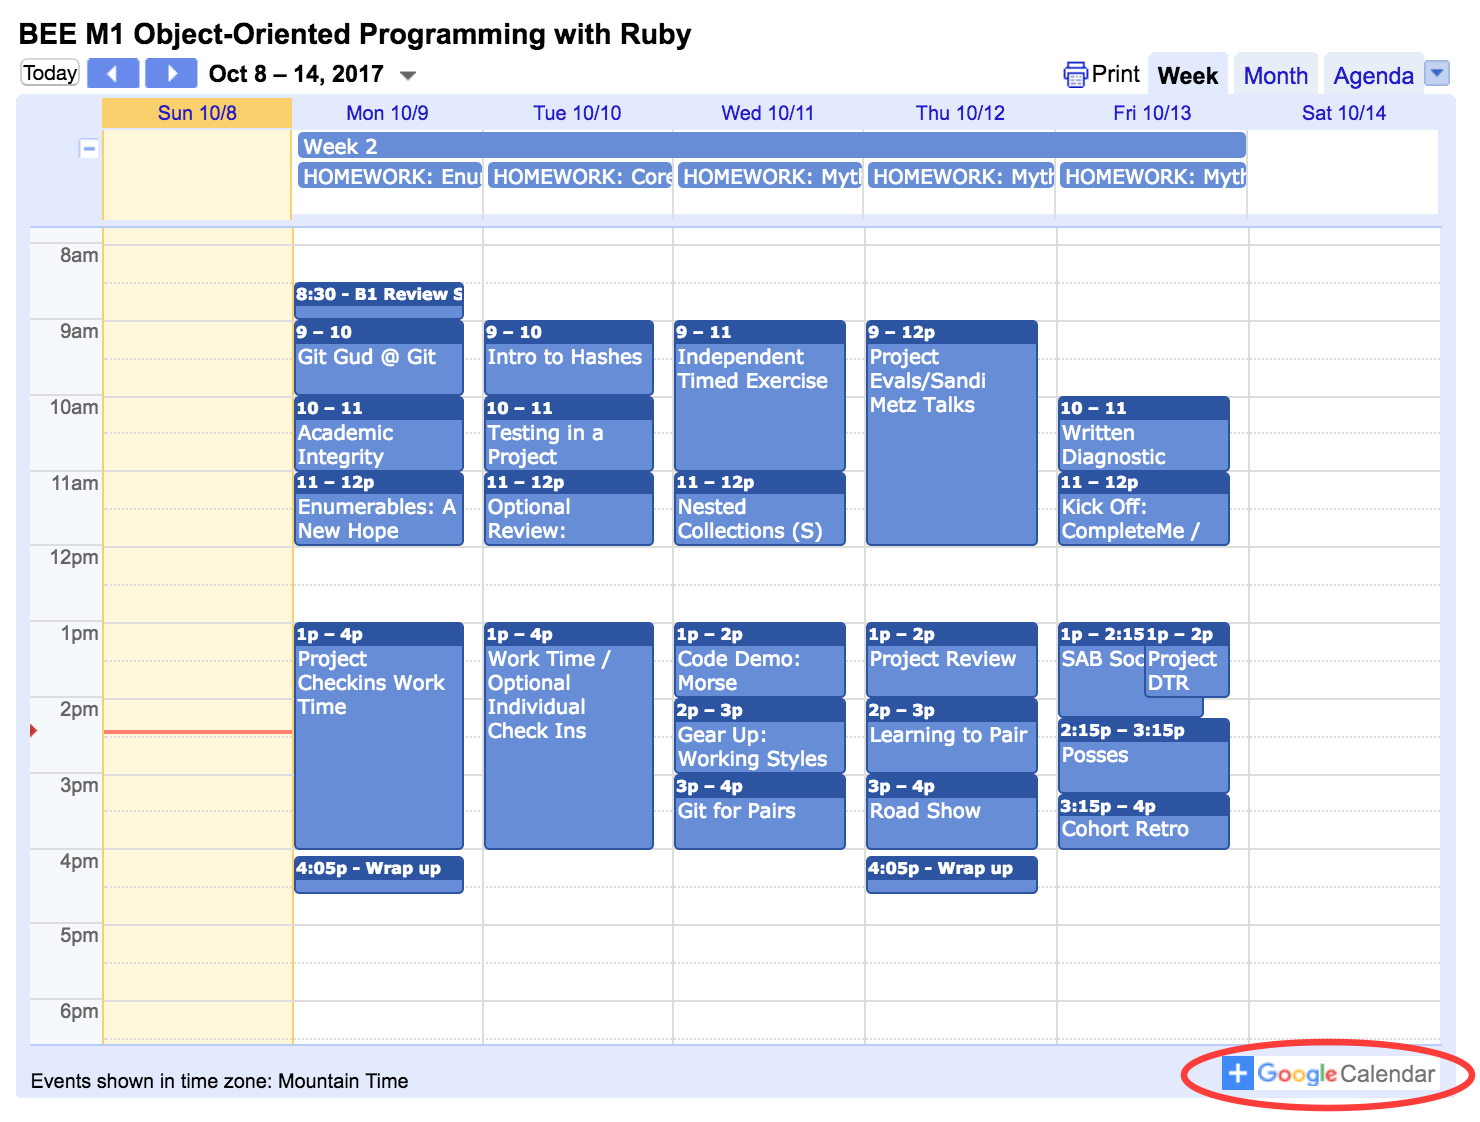 BEE M1 Object-Oriented Programming with Ruby
Today Oct 8 – 14, 2017 Print Week Month Agenda
Sun 10/8 Mon 10/9 Tue 10/10 Wed 10/11 Thu 10/12 Fri 10/13 Sat 10/14
Week 2
HOMEWORK: Enu HOMEWORK: Core HOMEWORK: Myt HOMEWORK: Myth HOMEWORK: Myth
8am
8:30 - B1 Review S
9am
9 – 10
Git Gud @ Git
9 – 10
Intro to Hashes
9 – 11
Independent
Timed Exercise
9 – 12p
Project
Evals/Sandi
Metz Talks
10am
10 – 11
Academic
Integrity
10 – 11
Testing in a
Project
10 – 11
Written
Diagnostic
11am
11 – 12p
Enumerables: A
New Hope
11 – 12p
Optional
Review:
11 – 12p
Nested
Collections (S)
11 – 12p
Kick Off:
CompleteMe /
12pm
1pm
1p – 4p
Project
Checkins Work
Time
1p – 4p
Work Time /
Optional
Individual
Check Ins
1p – 2p
Code Demo:
Morse
1p – 2p
Project Review
1p – 2:15
SAB Soc
1p – 2p
Project
DTR
2pm
2p – 3p
Gear Up:
Working Styles
2p – 3p
Learning to Pair
2:15p – 3:15p
Posses
3pm
3p – 4p
Git for Pairs
3p – 4p
Road Show
3:15p – 4p
Cohort Retro
4pm
4:05p - Wrap up
4:05p - Wrap up
5pm
6pm
Events shown in time zone: Mountain Time
+ Google Calendar